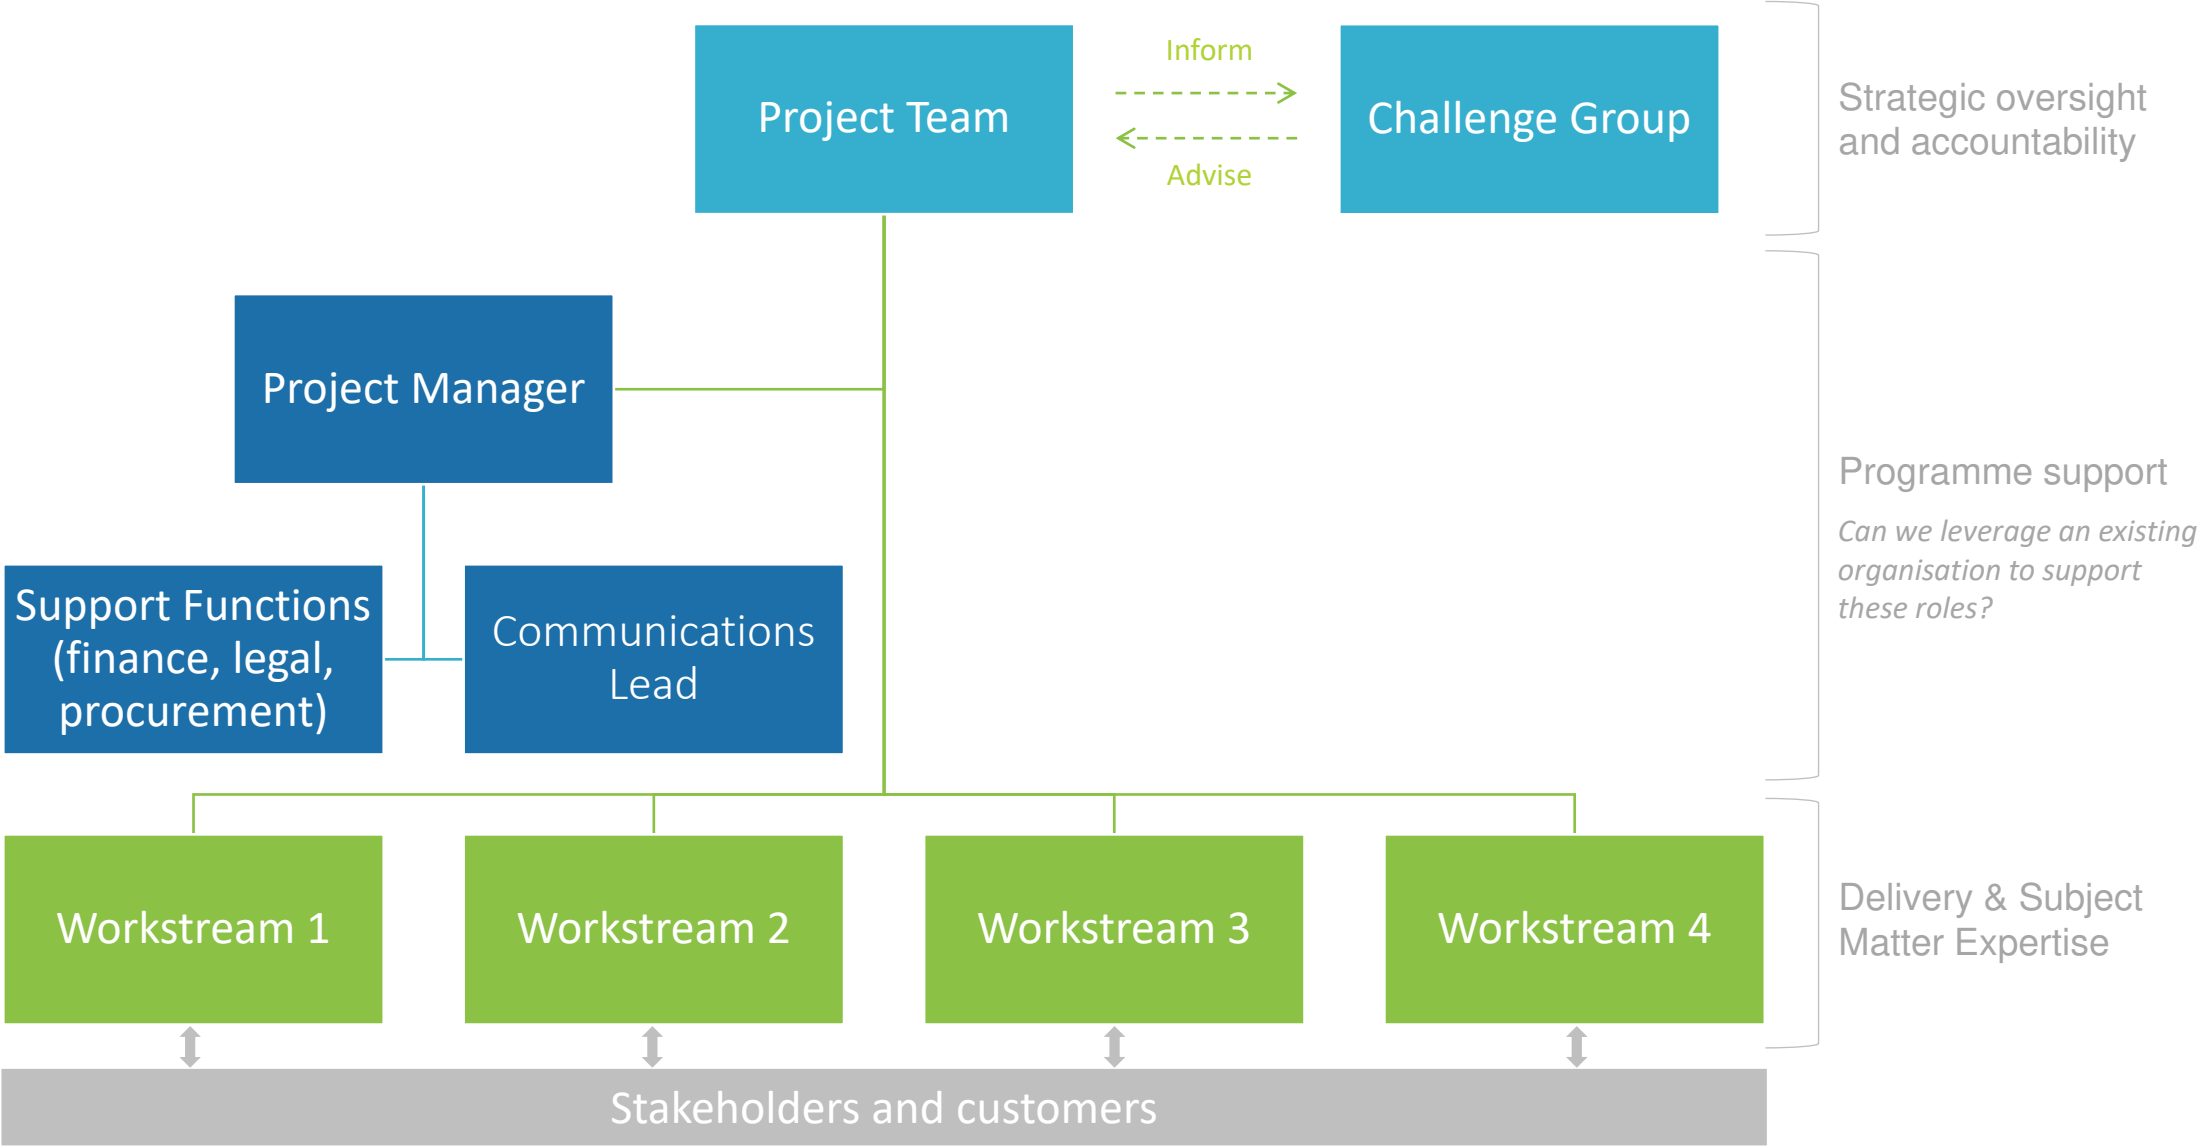 Project Team
Inform
Advise
Challenge Group
Strategic oversight
and accountability
Project Manager
Programme support
Can we leverage an existing
organisation to support
these roles?
Support Functions
(finance, legal,
procurement)
Communications
Lead
Workstream 1
Workstream 2
Workstream 3
Workstream 4
Delivery & Subject
Matter Expertise
Stakeholders and customers